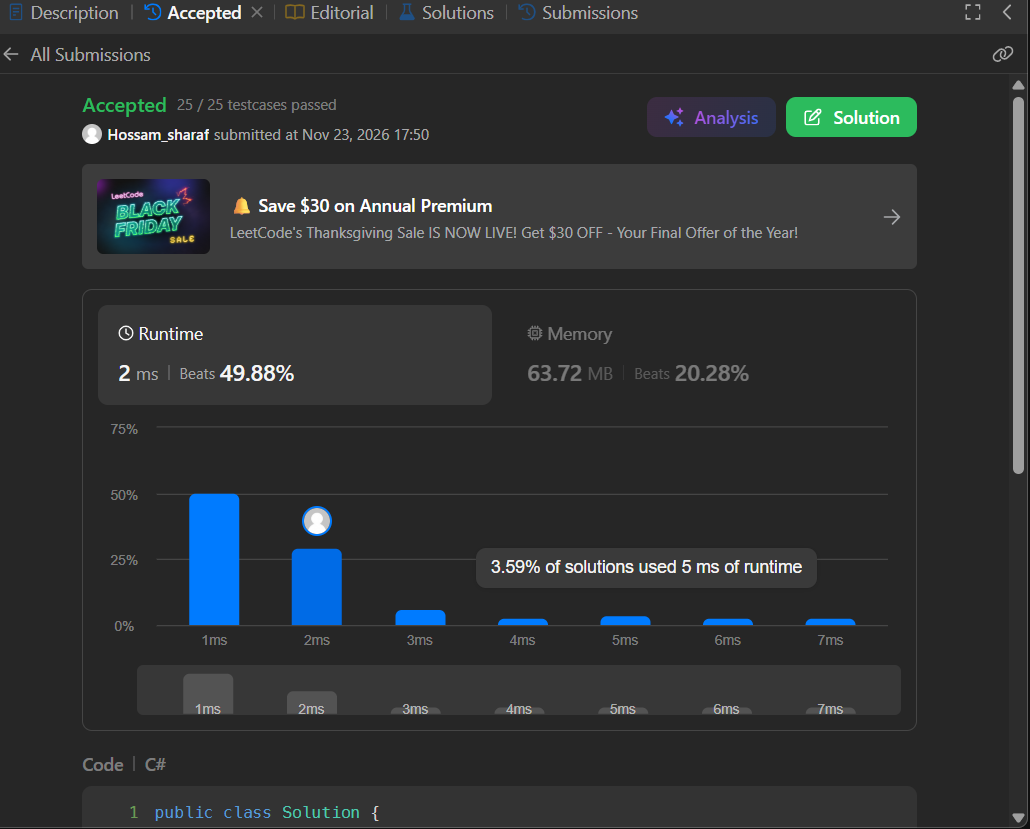 Description | Accepted × | Editorial | Solutions | Submissions
All Submissions
Accepted 25 / 25 testcases passed
Hossam_sharaf submitted at Nov 23, 2026 17:50
Analysis
Solution
LeetCode
BLACK
FRIDAY
SALE
Save $30 on Annual Premium
LeetCode's Thanksgiving Sale IS NOW LIVE! Get $30 OFF - Your Final Offer of the Year!
Runtime
2 ms | Beats 49.88%
Memory
63.72 MB | Beats 20.28%
75%
50%
25%
0%
3.59% of solutions used 5 ms of runtime
1ms 2ms 3ms 4ms 5ms 6ms 7ms
1ms 2ms 3ms 4ms 5ms 6ms 7ms
Code | C#
1 public class Solution {